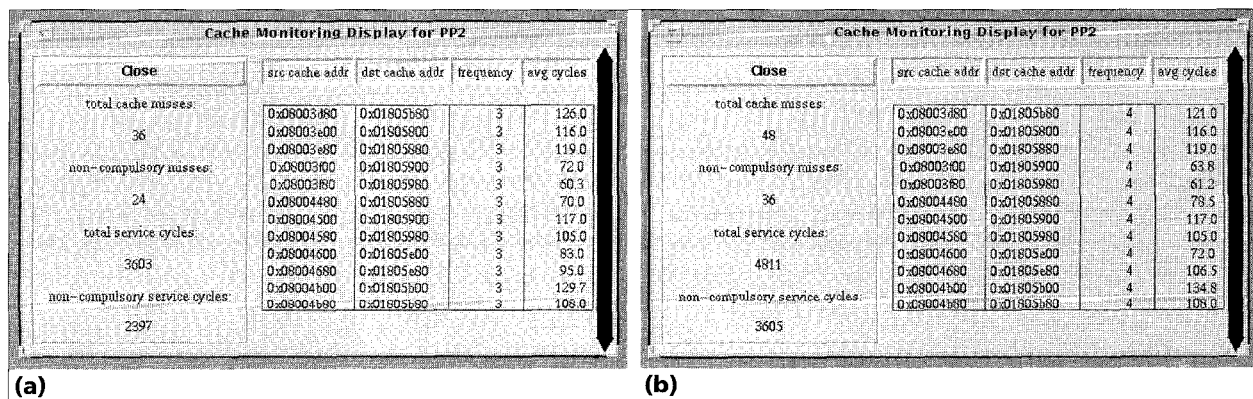 Cache Monitoring Display for PP2
Close
total cache misses
36
non-compulsory misses:
24
total service cycles:
3603
non-compulsory service cycles:
2397
src cache addr dst cache addr frequency avg cycles
0x08003d80 0x01805b80 3 126.0
0x08003e00 0x01805800 3 116.0
0x08003e80 0x01805880 3 119.0
0x08003f00 0x01805900 3 72.0
0x08003f80 0x01805980 3 60.3
0x08004480 0x01805880 3 70.0
0x08004500 0x01805900 3 117.0
0x08004580 0x01805980 3 105.0
0x08004600 0x01805e00 3 83.0
0x08004680 0x01805e80 3 95.0
0x08004b00 0x01805b00 3 129.7
0x08004b80 0x01805b80 3 108.0
(a)
Cache Monitoring Display for PP2
Close
total cache misses
48
non-compulsory misses:
36
total service cycles:
4811
non-compulsory service cycles:
3605
src cache addr dst cache addr frequency avg cycles
0x08003d80 0x01805b80 4 121.0
0x08003e00 0x01805800 4 116.0
0x08003e80 0x01805880 4 119.0
0x08003f00 0x01805900 4 63.8
0x08003f80 0x01805980 4 61.2
0x08004480 0x01805880 4 78.5
0x08004500 0x01805900 4 117.0
0x08004580 0x01805980 4 105.0
0x08004600 0x01805e00 4 72.0
0x08004680 0x01805e80 4 106.5
0x08004b00 0x01805b00 4 134.8
0x08004b80 0x01805b80 4 108.0
(b)